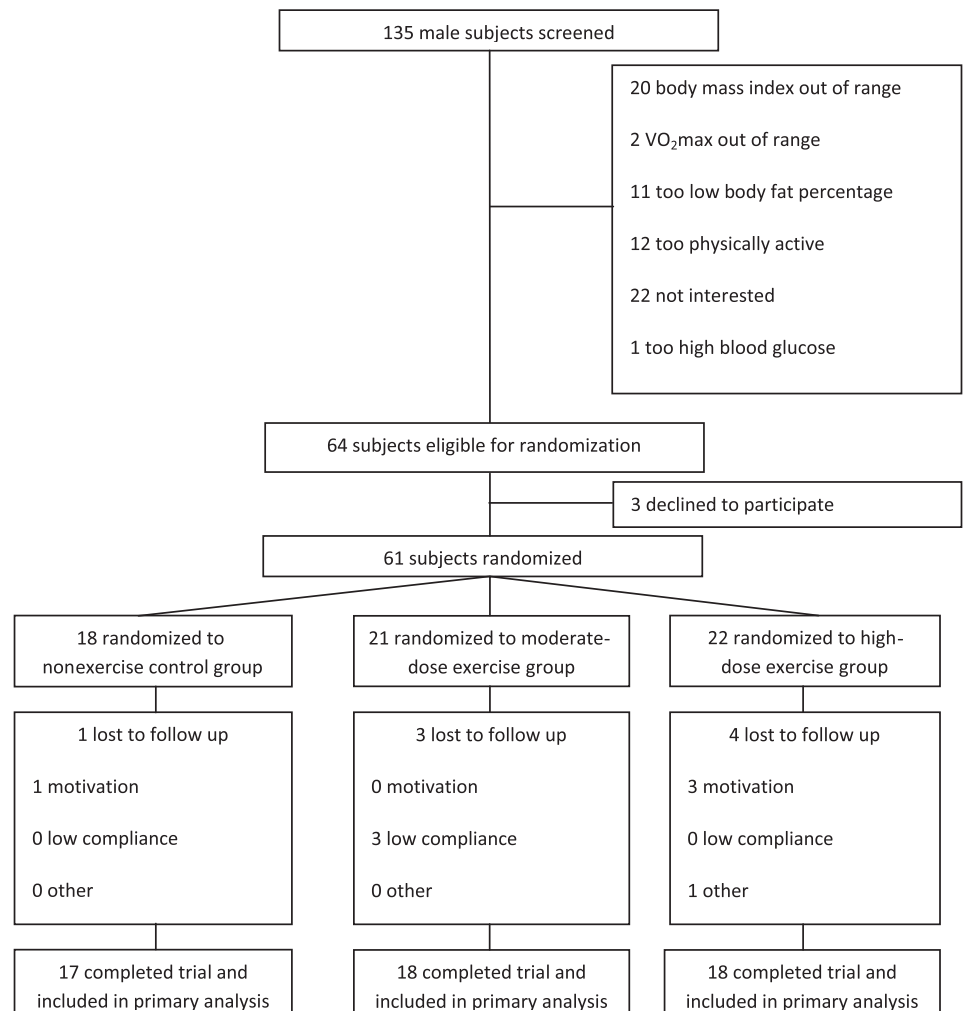 135 male subjects screened
20 body mass index out of range
2 VO₂max out of range
11 too low body fat percentage
12 too physically active
22 not interested
1 too high blood glucose
64 subjects eligible for randomization
3 declined to participate
61 subjects randomized
18 randomized to
nonexercise control group
21 randomized to moderate-
dose exercise group
22 randomized to high-
dose exercise group
1 lost to follow up
1 motivation
0 low compliance
0 other
3 lost to follow up
0 motivation
3 low compliance
0 other
4 lost to follow up
3 motivation
0 low compliance
1 other
17 completed trial and
included in primary analysis
18 completed trial and
included in primary analysis
18 completed trial and
included in primary analysis